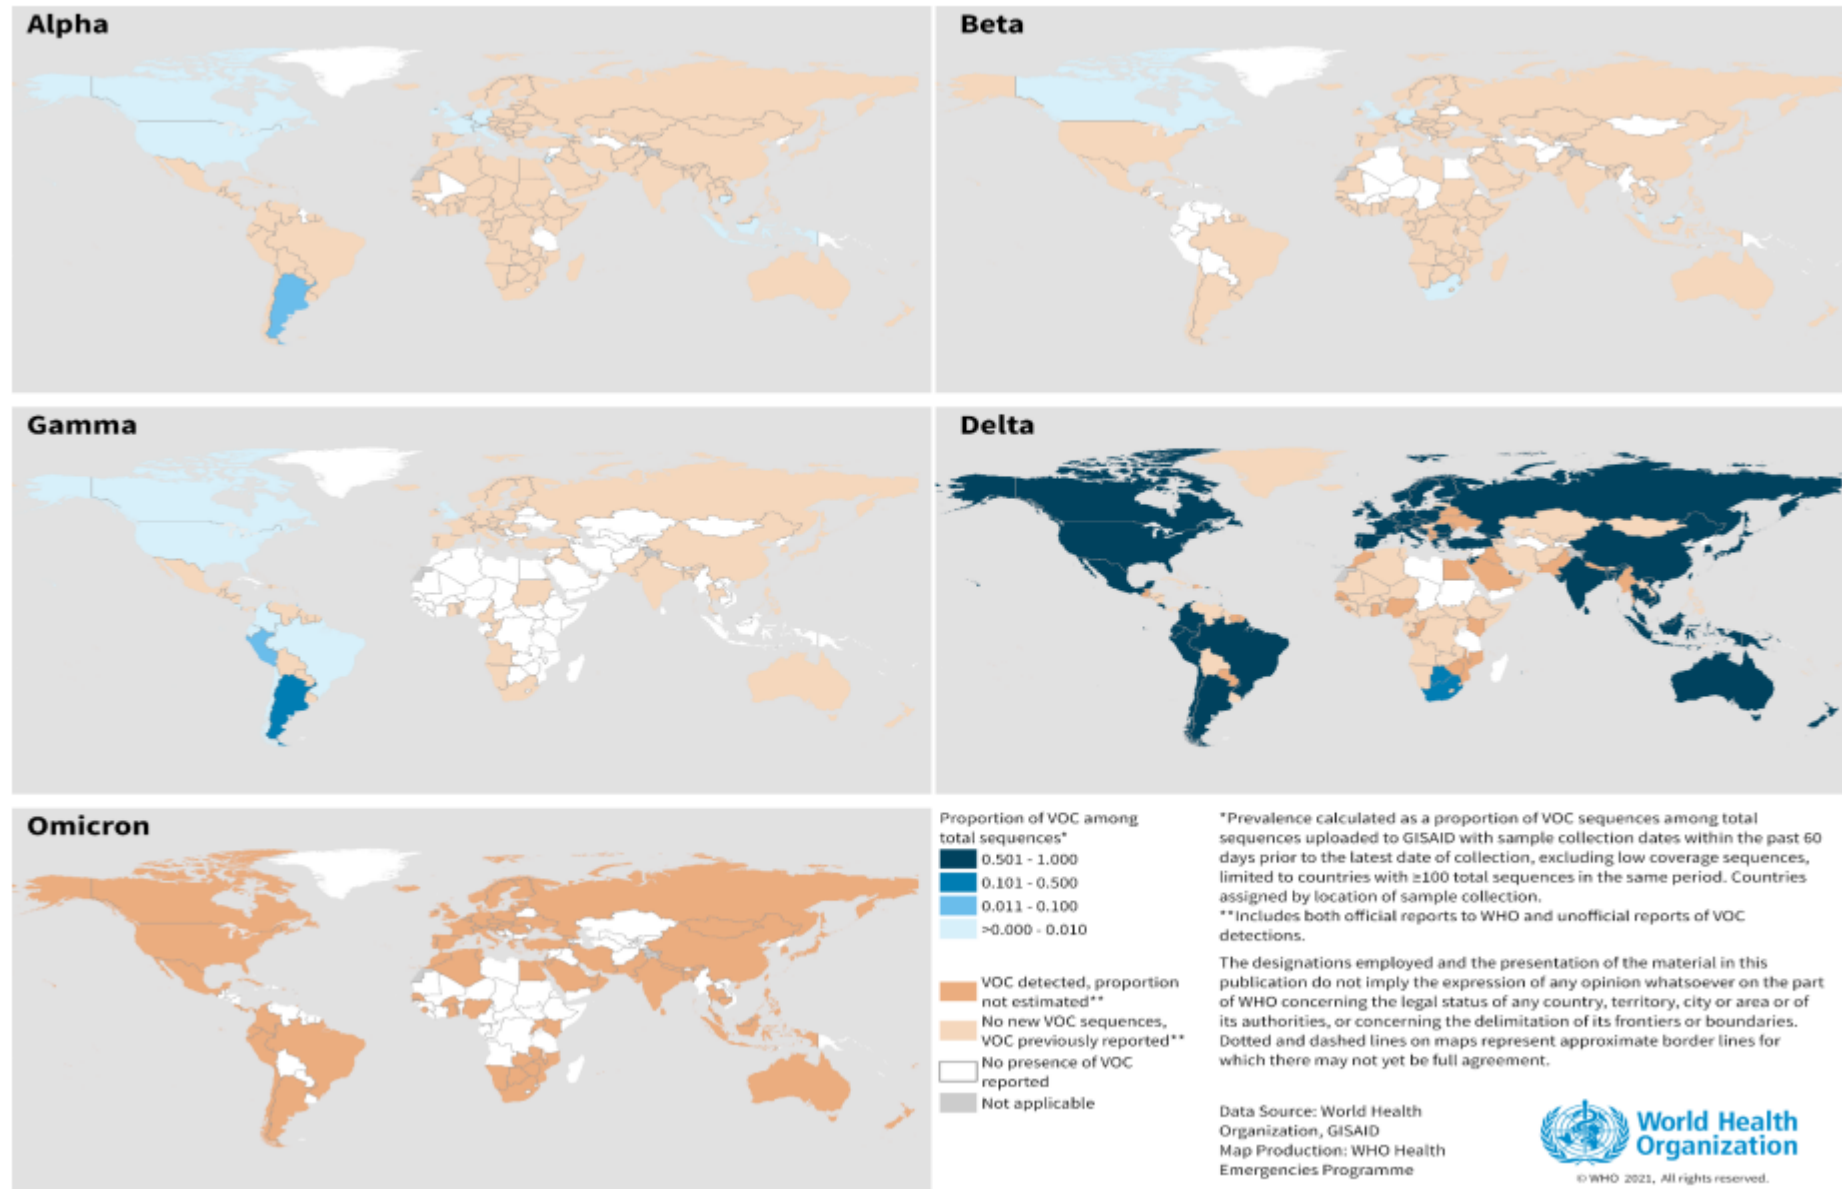 Alpha
Beta
Gamma
Delta
Omicron
Proportion of VOC among
total sequences*
0.501 - 1.000
0.101 - 0.500
0.011 - 0.100
>0.000 - 0.010
VOC detected, proportion
not estimated**
No new VOC sequences,
VOC previously reported**
No presence of VOC
reported
Not applicable
*Prevalence calculated as a proportion of VOC sequences among total
sequences uploaded to GISAID with sample collection dates within the past 60
days prior to the latest date of collection, excluding low coverage sequences,
limited to countries with ≥100 total sequences in the same period. Countries
assigned by location of sample collection.
**Includes both official reports to WHO and unofficial reports of VOC
detections.
The designations employed and the presentation of the material in this
publication do not imply the expression of any opinion whatsoever on the part
of WHO concerning the legal status of any country, territory, city or area or of
its authorities, or concerning the delimitation of its frontiers or boundaries.
Dotted and dashed lines on maps represent approximate border lines for
which there may not yet be full agreement.
Data Source: World Health
Organization, GISAID
Map Production: WHO Health
Emergencies Programme
World Health
Organization
© WHO 2021, All rights reserved.